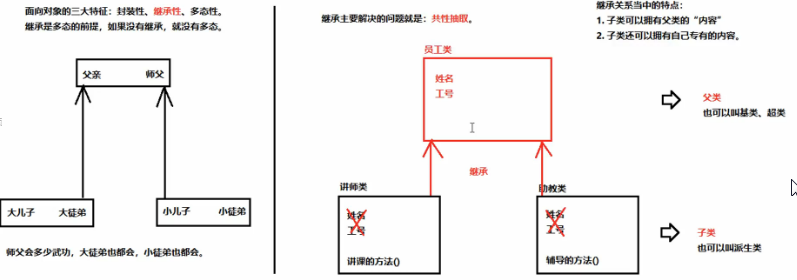 面向对象的三大特征：封装性、继承性、多态性。
继承是多态的前提，如果没有继承，就没有多态。
父亲 师父
大儿子 大徒弟
小儿子 小徒弟
师父会多少武功，大徒弟也都会，小徒弟也都会。
继承主要解决的问题就是：共性抽取。
员工类
姓名
工号
继承
讲师类
姓名
工号
讲课的方法()
助教类
姓名
工号
辅导的方法()
继承关系当中的特点：
1. 子类可以拥有父类的“内容”
2. 子类还可以拥有自己专有的内容。
父类
也可以叫基类、超类
子类
也可以叫派生类